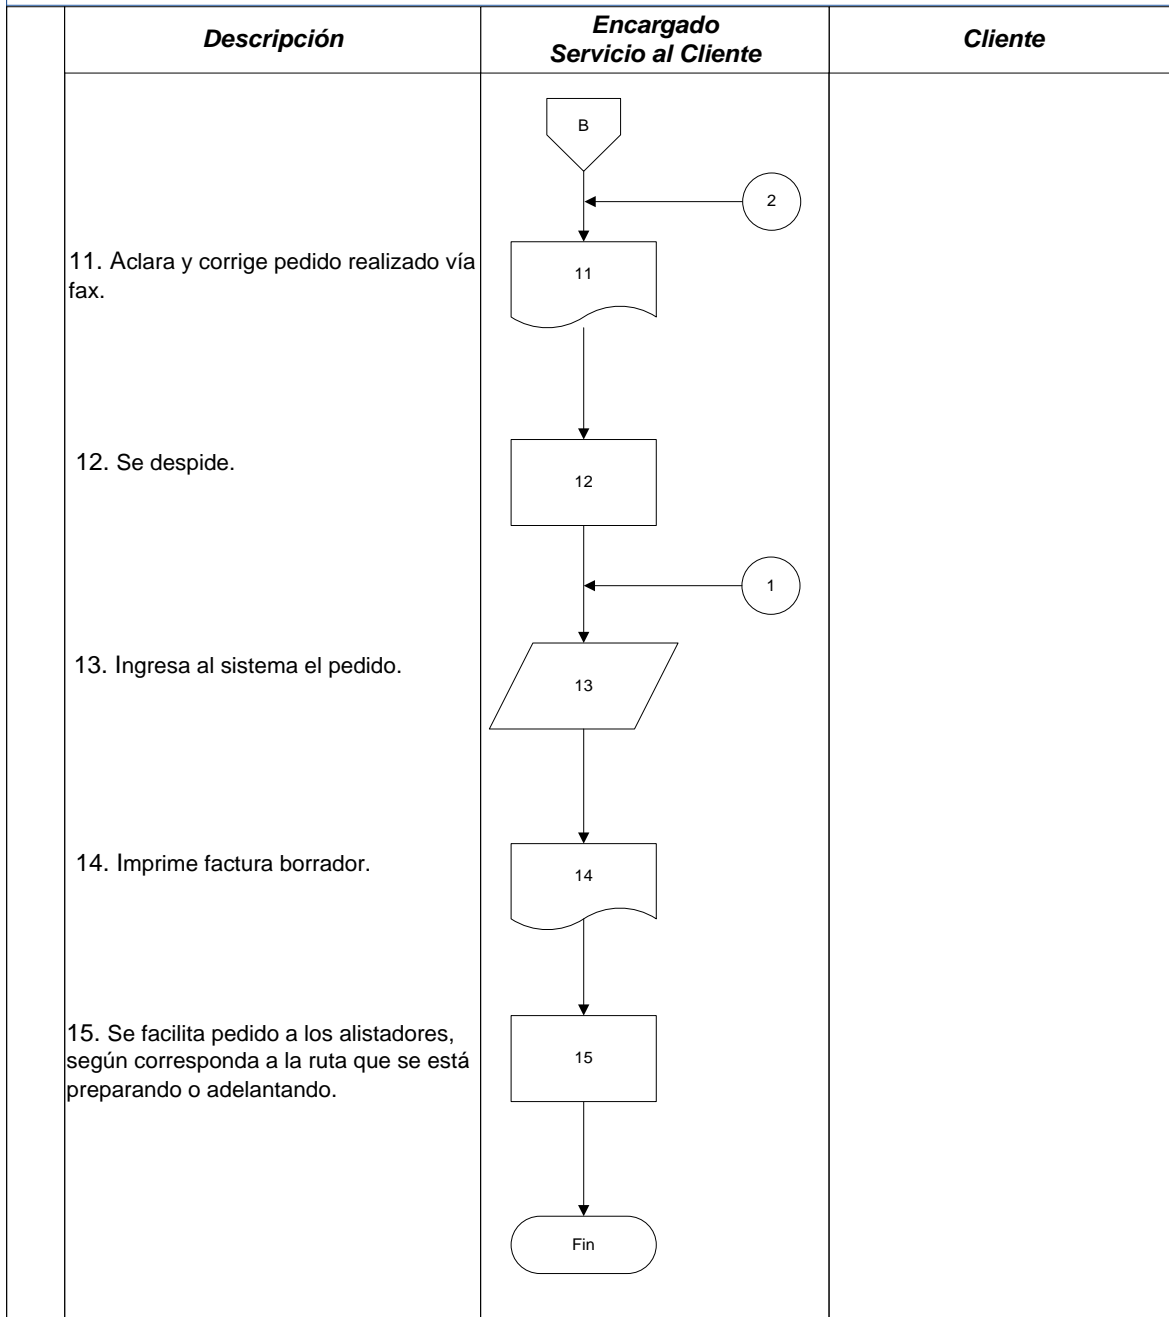 Descripción
Encargado
Servicio al Cliente
Cliente
B
2
11. Aclara y corrige pedido realizado vía
fax.
11
12. Se despide.
12
1
13. Ingresa al sistema el pedido.
13
14. Imprime factura borrador.
14
15. Se facilita pedido a los alistadores,
según corresponda a la ruta que se está
preparando o adelantando.
15
Fin